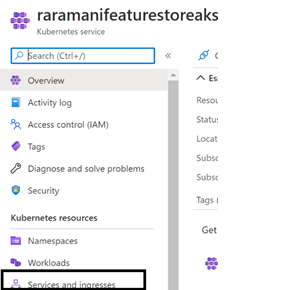 raramanifeaturestoreaks
Kubernetes service
Search (Ctrl+/)
«
Overview
Activity log
Access control (IAM)
Tags
Diagnose and solve problems
Security
Kubernetes resources
Namespaces
Workloads
Services and ingresses
Es
Resou
Status
Locat
Subsc
Subsc
Tags (
Get